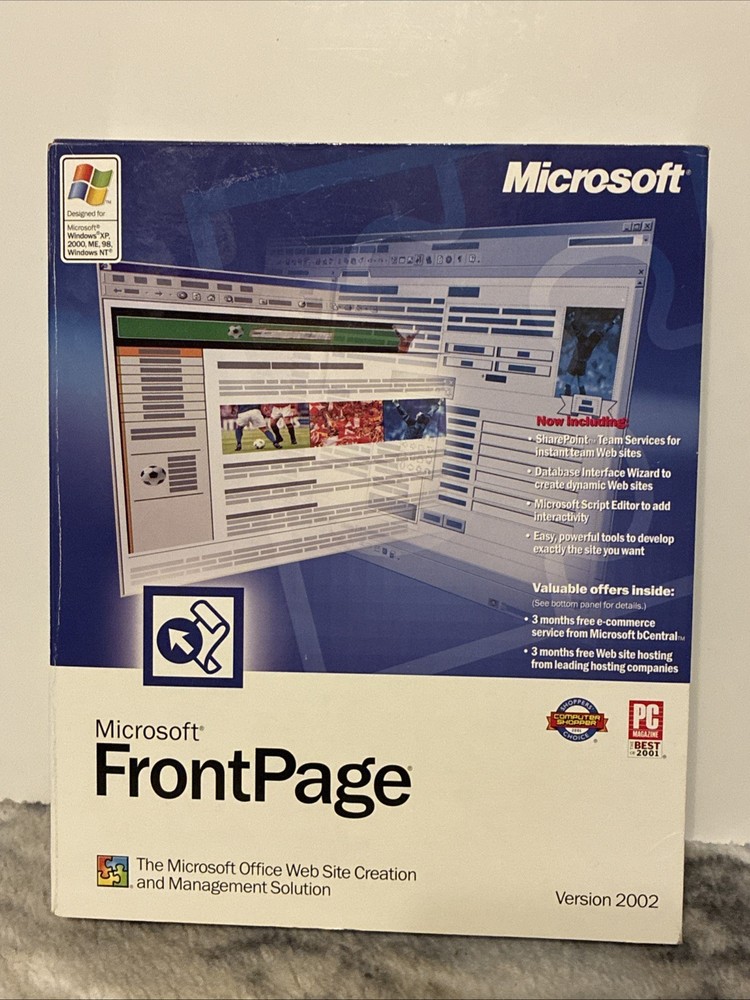 Microsoft®
Designed for
Microsoft®
Windows®XP,
2000, ME, 98,
Windows NT®
Now including:
• SharePoint™ Team Services for
instant team Web sites
• Database Interface Wizard to
create dynamic Web sites
• Microsoft Script Editor to add
interactivity
• Easy, powerful tools to develop
exactly the site you want
Valuable offers inside:
(See bottom panel for details.)
• 3 months free e-commerce
service from Microsoft bCentral™
• 3 months free Web site hosting
from leading hosting companies
SHOPPERS
COMPUTER
SHOPPER
CHOICE
PC
MAGAZINE
THE BEST
OF 2001
Microsoft®
FrontPage®
The Microsoft Office Web Site Creation
and Management Solution
Version 2002